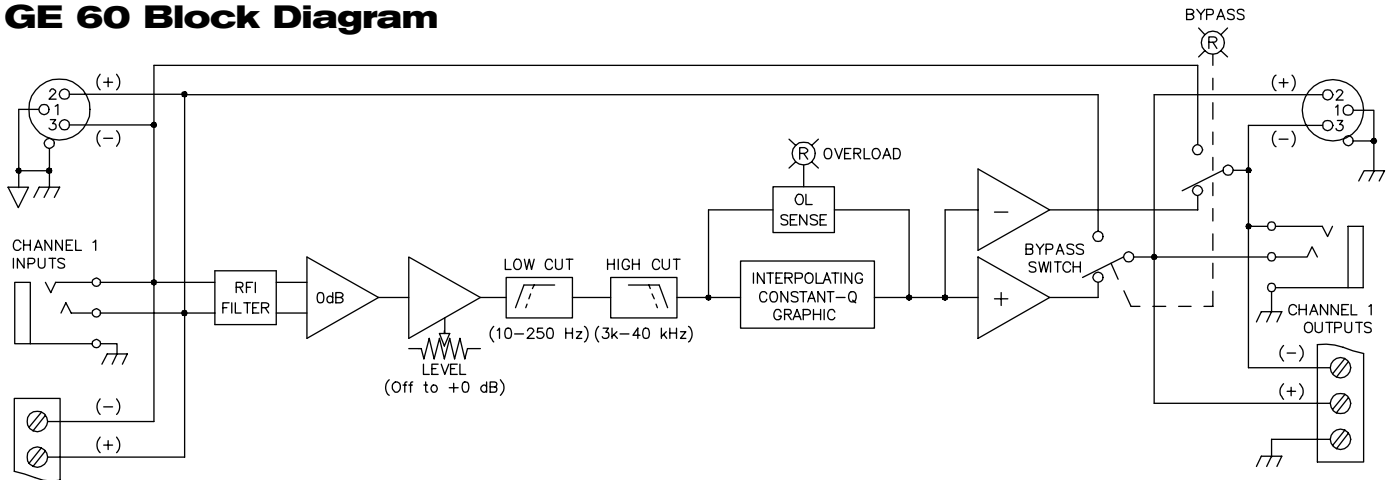 GE 60 Block Diagram
BYPASS
R
(+)
2
1
3
(-)
(+)
2
1
3
(-)
R OVERLOAD
OL
SENSE
CHANNEL 1
INPUTS
RFI
FILTER
0dB
LOW CUT
HIGH CUT
(10-250 Hz)
(3k-40 kHz)
LEVEL
(Off to +0 dB)
INTERPOLATING
CONSTANT-Q
GRAPHIC
-
+
BYPASS
SWITCH
CHANNEL 1
OUTPUTS
(-)
(+)
(-)
(+)